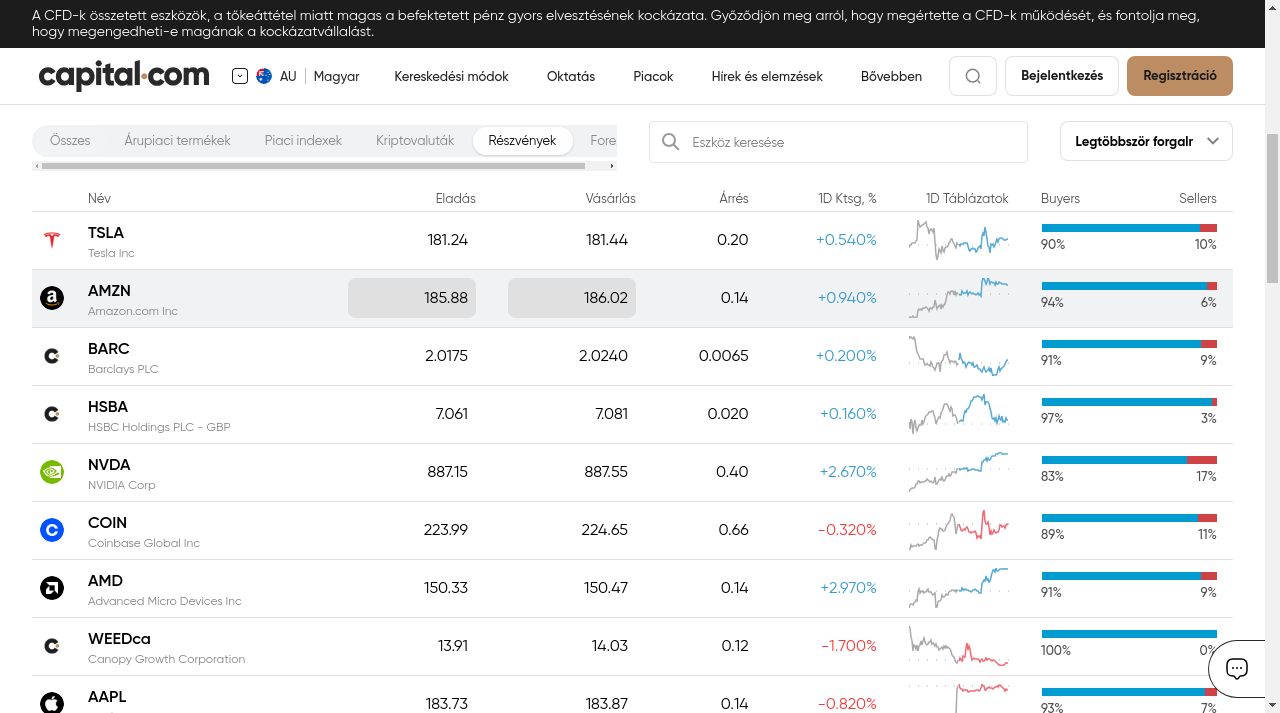 A CFD-k összetett eszközök, a tőkeáttétel miatt magas a befektetett pénz gyors elvesztésének kockázata. Győződjön meg arról, hogy megértette a CFD-k működését, és fontolja meg,
hogy megengedheti-e magának a kockázatvállalást.
capital.com AU Magyar Kereskedési módok Oktatás Piacok Hírek és elemzések Bővebben Bejelentkezés Regisztráció
Összes Árupiaci termékek Piaci indexek Kriptovaluták Részvények Fore Eszköz keresése Legtöbbször forgalr
Név Eladás Vásárlás Árrés 1D Ktsg, % 1D Táblázatok Buyers Sellers
TSLA 181.24 181.44 0.20 +0.540% 90% 10%
Tesla Inc
AMZN 185.88 186.02 0.14 +0.940% 94% 6%
Amazon.com Inc
BARC 2.0175 2.0240 0.0065 +0.200% 91% 9%
Barclays PLC
HSBA 7.061 7.081 0.020 +0.160% 97% 3%
HSBC Holdings PLC - GBP
NVDA 887.15 887.55 0.40 +2.670% 83% 17%
NVIDIA Corp
COIN 223.99 224.65 0.66 -0.320% 89% 11%
Coinbase Global Inc
AMD 150.33 150.47 0.14 +2.970% 91% 9%
Advanced Micro Devices Inc
WEEDca 13.91 14.03 0.12 -1.700% 100% 0%
Canopy Growth Corporation
AAPL 183.73 183.87 0.14 -0.820% 93% 7%